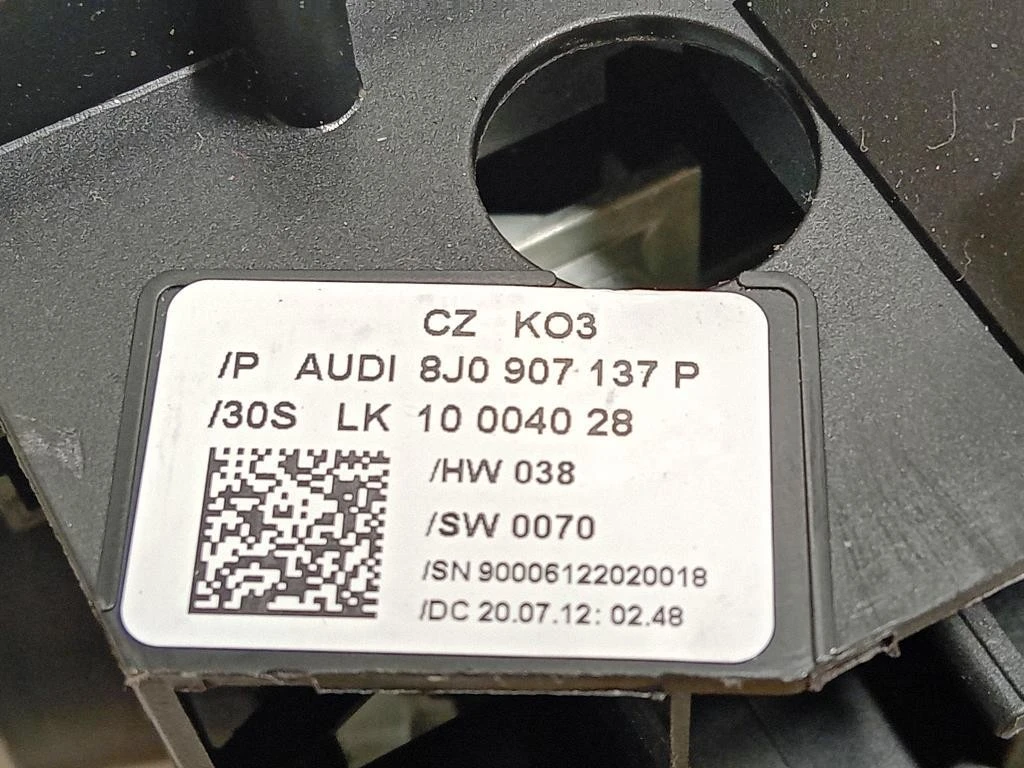 CZ KO3
/P AUDI 8J0 907 137 P
/30S LK 10 0040 28
/HW 038
/SW 0070
/SN 90006122020018
/DC 20.07.12: 02.48